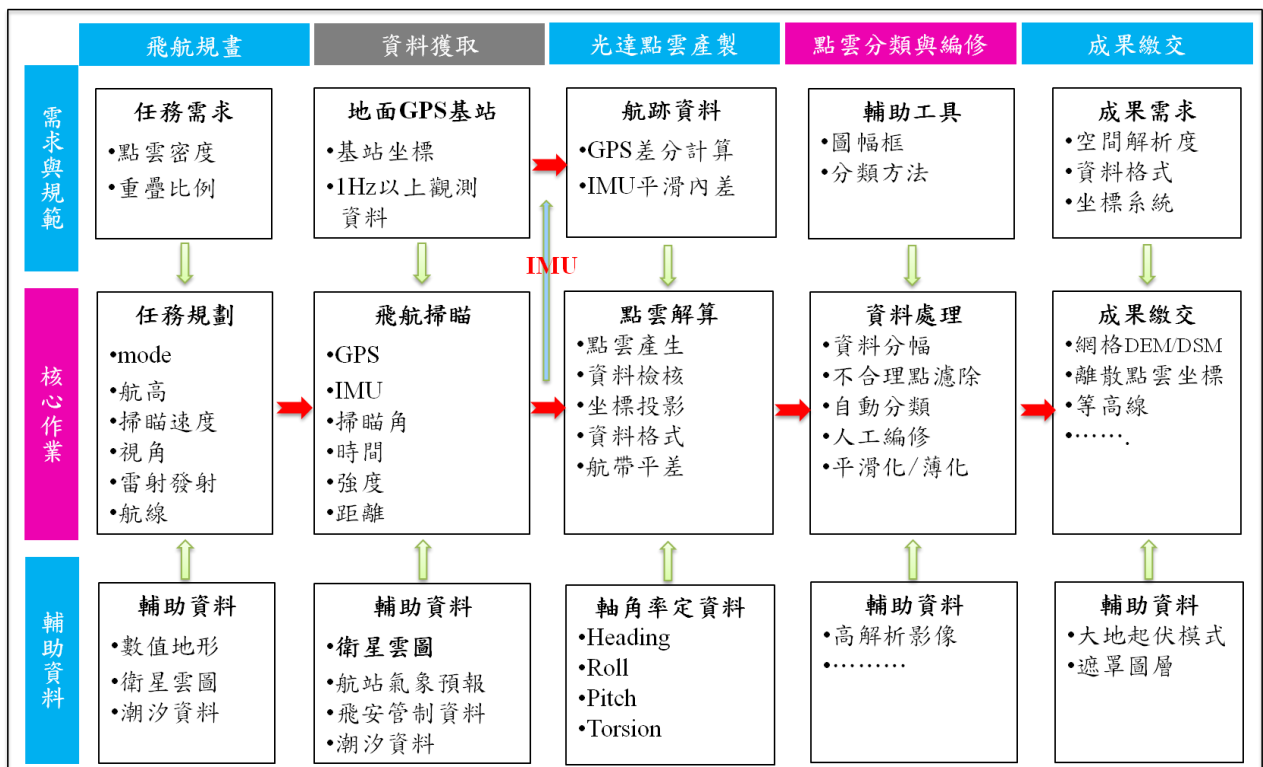 飛航規畫
資料獲取
光達點雲產製
點雲分類與編修
成果繳交
需求與規範
任務需求
•點雲密度
•重疊比例
地面GPS基站
•基站坐標
•1Hz以上觀測
資料
航跡資料
•GPS差分計算
•IMU平滑內差
輔助工具
•圖幅框
•分類方法
成果需求
•空間解析度
•資料格式
•坐標系統
IMU
核心作業
任務規劃
•mode
•航高
•掃瞄速度
•視角
•雷射發射
•航線
飛航掃瞄
•GPS
•IMU
•掃瞄角
•時間
•強度
•距離
點雲解算
•點雲產生
•資料檢核
•坐標投影
•資料格式
•航帶平差
資料處理
•資料分幅
•不合理點濾除
•自動分類
•人工編修
•平滑化/薄化
成果繳交
•網格DEM/DSM
•離散點雲坐標
•等高線
•…….
輔助資料
輔助資料
•數值地形
•衛星雲圖
•潮汐資料
輔助資料
•衛星雲圖
•航站氣象預報
•飛安管制資料
•潮汐資料
軸角率定資料
•Heading
•Roll
•Pitch
•Torsion
輔助資料
•高解析影像
•………
輔助資料
•大地起伏模式
•遮罩圖層